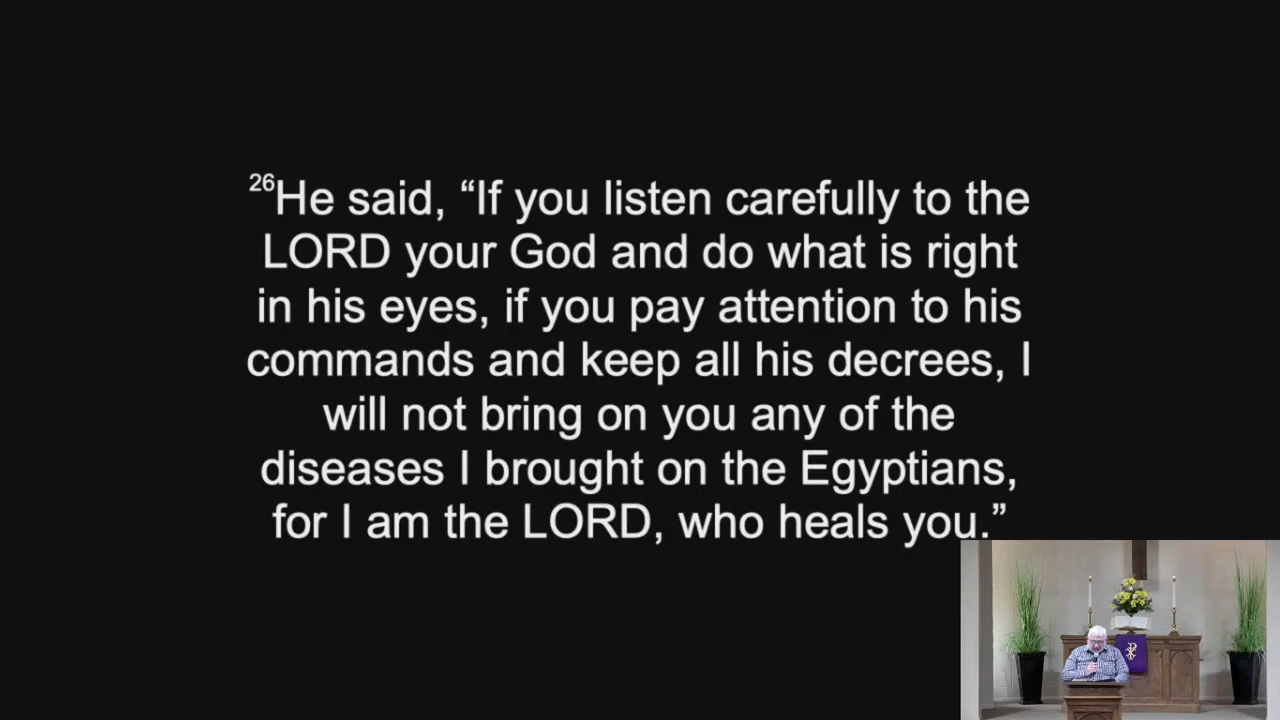 26He said, “If you listen carefully to the
LORD your God and do what is right
in his eyes, if you pay attention to his
commands and keep all his decrees, I
will not bring on you any of the
diseases I brought on the Egyptians,
for I am the LORD, who heals you.”